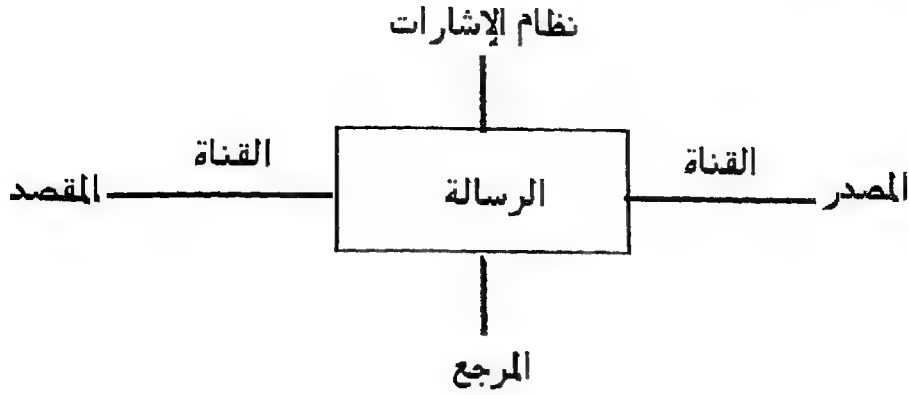 نظام الإشارات
القناة
القناة
المصدر
الرسالة
المقصد
المرجع